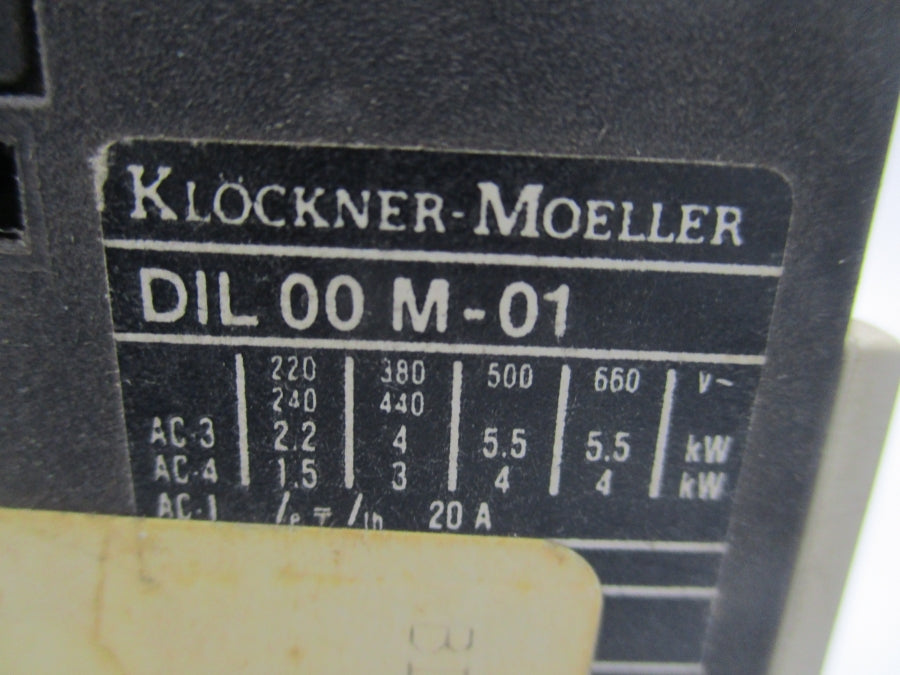 KLÖCKNER-MOELLER
DIL 00 M-01
220 380 500 660 V~
240 440
AC-3 2.2 4 5.5 5.5 kW
AC-4 1.5 3 4 4 kW
AC-1 Ie = Ith 20 A